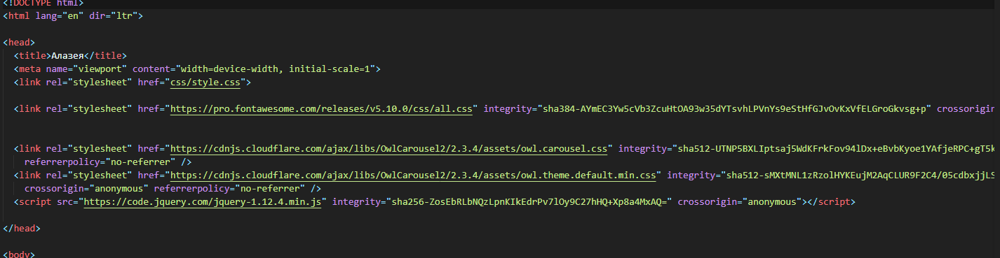 <!DOCTYPE html>
<html lang="en" dir="ltr">
<head>
<title>Алазея</title>
<meta name="viewport" content="width=device-width, initial-scale=1">
<link rel="stylesheet" href="css/style.css">
<link rel="stylesheet" href="https://pro.fontawesome.com/releases/v5.10.0/css/all.css" integrity="sha384-AYmEC3Yw5cVb3ZcuHtOA93w35dYTsvhLPVnYs9eStHfGJvOvKxVfELGroGkvsg+p" crossorigin
<link rel="stylesheet" href="https://cdnjs.cloudflare.com/ajax/libs/OwlCarousel2/2.3.4/assets/owl.carousel.css" integrity="sha512-UTNP5BXLIptsaj5WdKFrkFov94lDx+eBvbKyoe1YAfjeRPC+gT5k
referrerpolicy="no-referrer" />
<link rel="stylesheet" href="https://cdnjs.cloudflare.com/ajax/libs/OwlCarousel2/2.3.4/assets/owl.theme.default.min.css" integrity="sha512-sMXtMNL1zRzolHYKEujM2AqCLUR9F2C4/05cdbxjjLS
crossorigin="anonymous" referrerpolicy="no-referrer" />
<script src="https://code.jquery.com/jquery-1.12.4.min.js" integrity="sha256-ZosEbRLbNQzLpnKIkEdrPv7lOy9C27hHQ+Xp8a4MxAQ=" crossorigin="anonymous"></script>
</head>
<body>